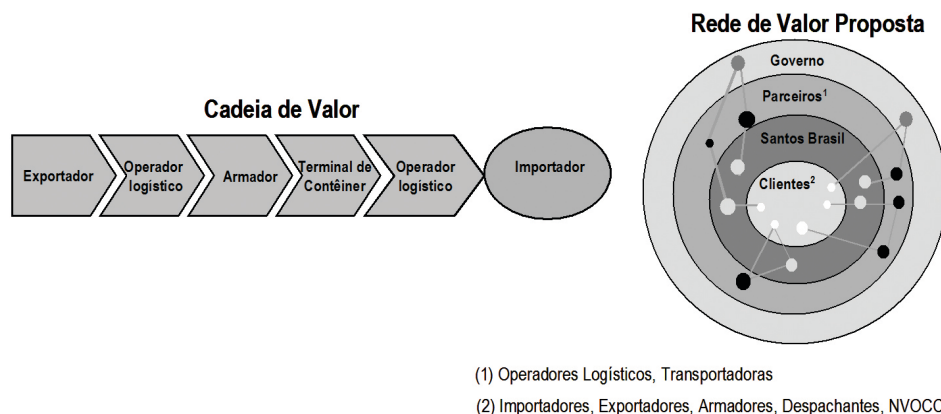 Rede de Valor Proposta
Cadeia de Valor
Exportador
Operador
logístico
Armador
Terminal de
Contêiner
Operador
logístico
Importador
Governo
Parceiros¹
Santos Brasil
Clientes²
(1) Operadores Logísticos, Transportadoras
(2) Importadores, Exportadores, Armadores, Despachantes, NVOCC